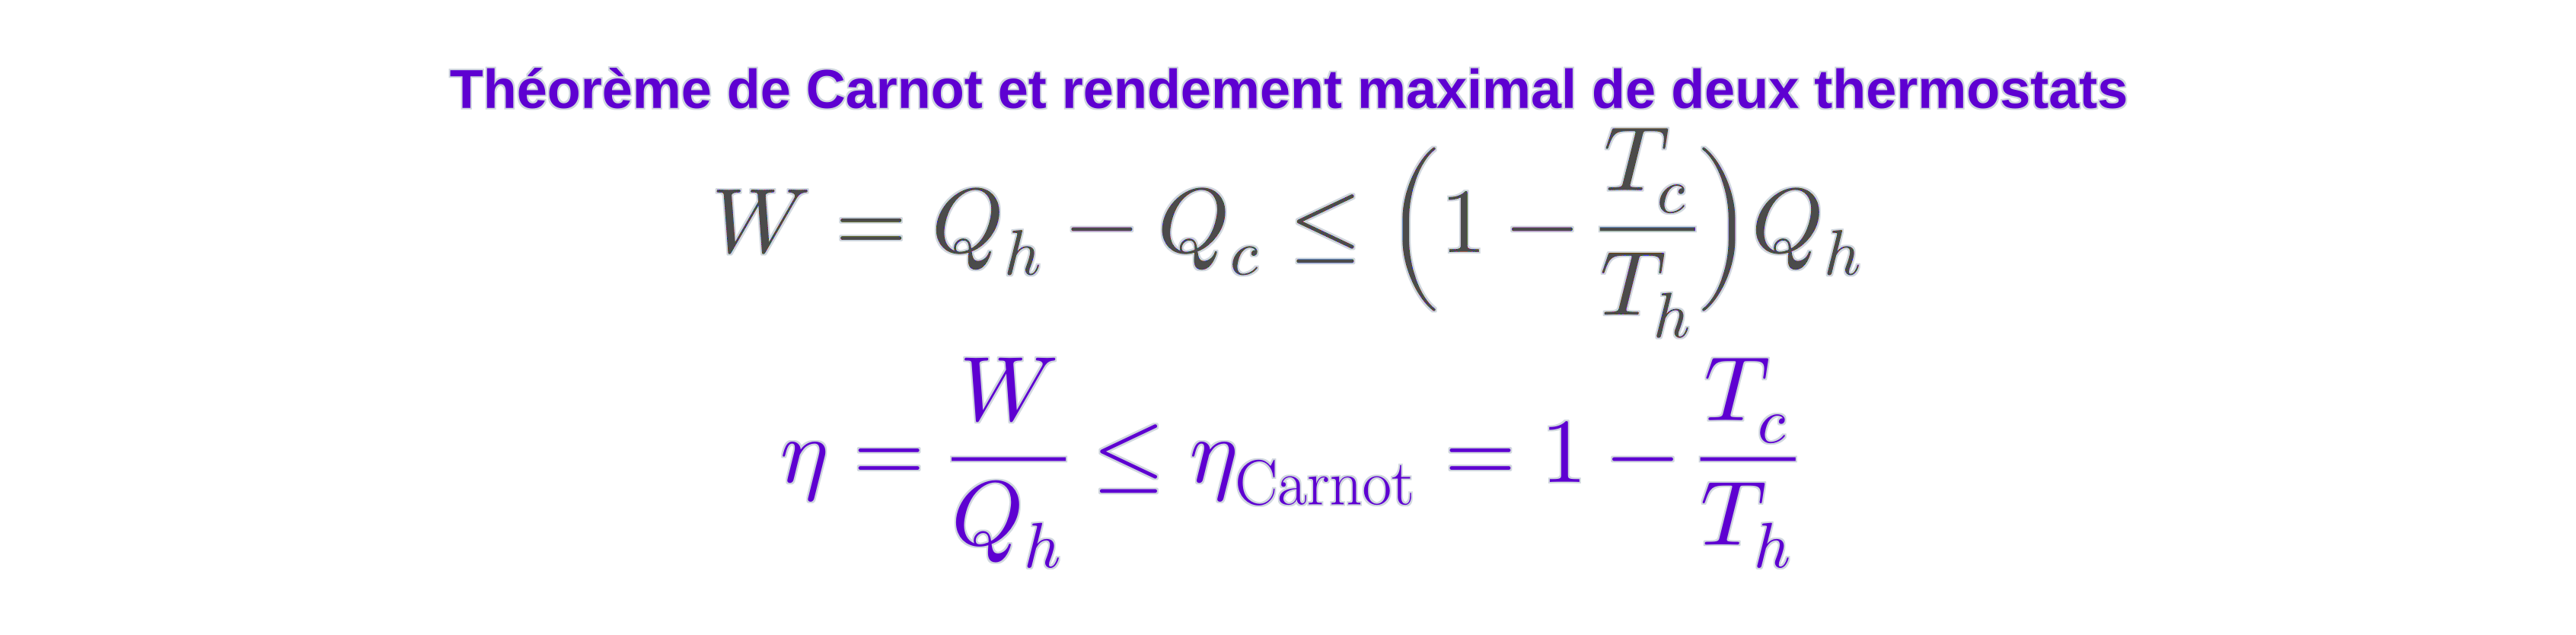 Théorème de Carnot et rendement maximal de deux thermostats
W = Q_h − Q_c ≤ (1 − T_c/T_h) Q_h
η = W/Q_h ≤ η_Carnot = 1 − T_c/T_h